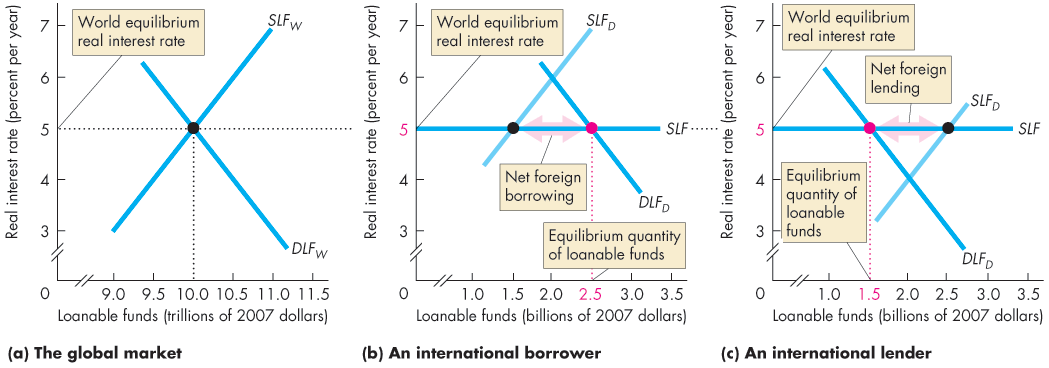 Real interest rate (percent per year)
7
6
5
4
3
0
World equilibrium
real interest rate
SLFW
DLFW
9.0 9.5 10.0 10.5 11.0 11.5
Loanable funds (trillions of 2007 dollars)
(a) The global market
Real interest rate (percent per year)
7
6
5
4
3
0
World equilibrium
real interest rate
SLFD
SLF
Net foreign
borrowing
DLFD
Equilibrium quantity
of loanable funds
1.0 1.5 2.0 2.5 3.0 3.5
Loanable funds (billions of 2007 dollars)
(b) An international borrower
Real interest rate (percent per year)
7
6
5
4
3
0
World equilibrium
real interest rate
Net foreign
lending
SLFD
SLF
Equilibrium
quantity of
loanable
funds
DLFD
1.0 1.5 2.0 2.5 3.0 3.5
Loanable funds (billions of 2007 dollars)
(c) An international lender